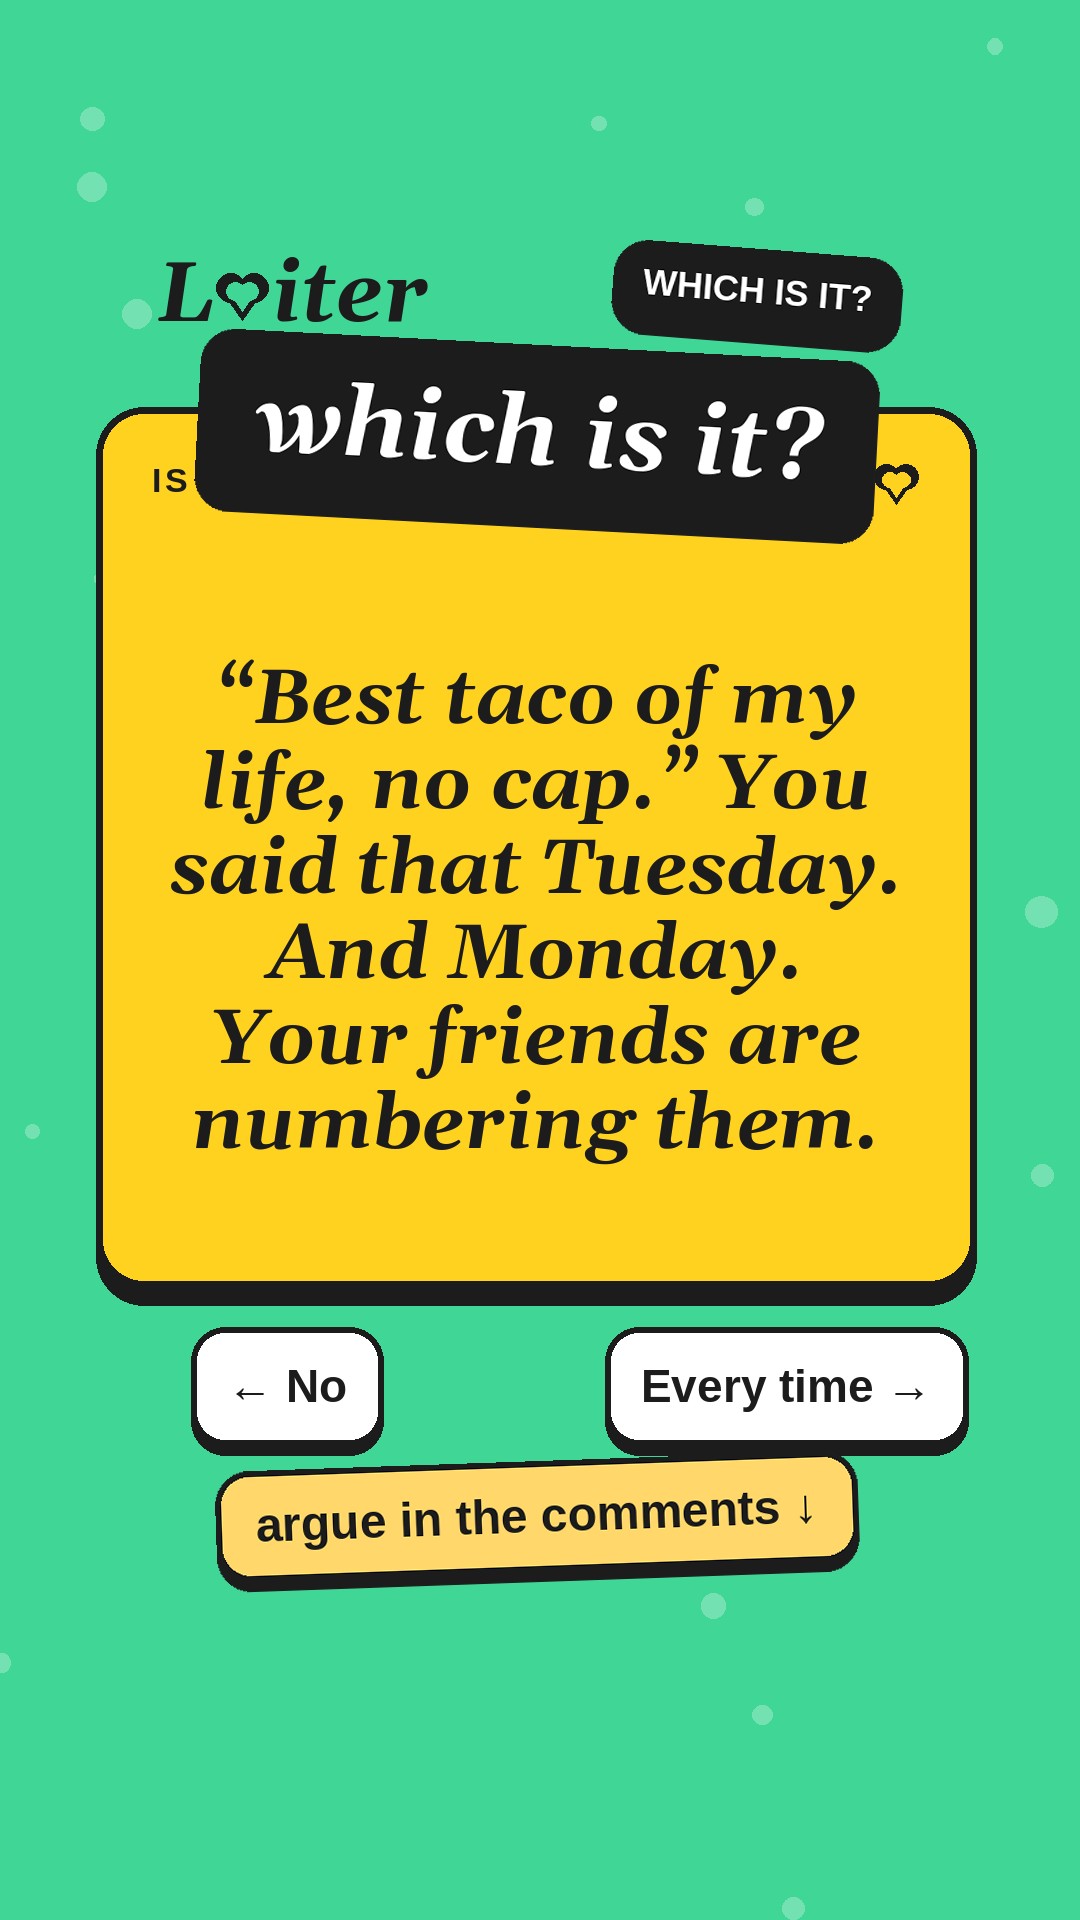 Loiter
WHICH IS IT?
which is it?
IS
“Best taco of my
life, no cap.” You
said that Tuesday.
And Monday.
Your friends are
numbering them.
← No
Every time →
argue in the comments ↓